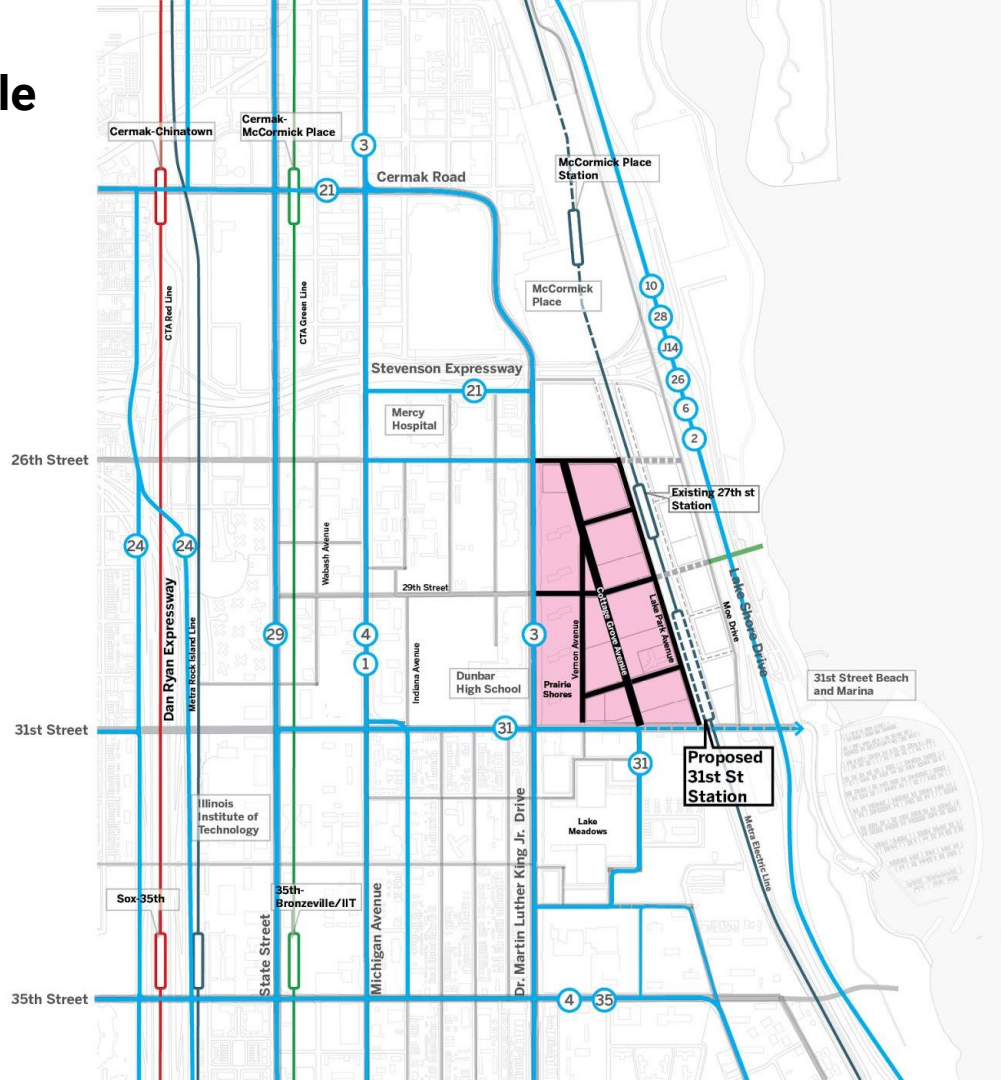 le
Cermak-Chinatown
Cermak-
McCormick Place
3
McCormick Place
Station
21
Cermak Road
CTA Red Line
CTA Green Line
McCormick
Place
10
28
J14
26
6
2
Stevenson Expressway
21
Mercy
Hospital
26th Street
Existing 27th st
Station
24
24
Wabash Avenue
29th Street
Lake Shore Drive
Moe Drive
Lake Park Avenue
Cottage Grove Avenue
Vernon Avenue
Dan Ryan Expressway
Metra Rock Island Line
29
4
1
3
Indiana Avenue
Dunbar
High School
Prairie
Shores
31st Street Beach
and Marina
31st Street
31
31
Proposed
31st St
Station
Illinois
Institute of
Technology
Lake
Meadows
Metra Electric Line
Sox-35th
35th-
Bronzeville/IIT
State Street
Michigan Avenue
Dr. Martin Luther King Jr. Drive
35th Street
4
35